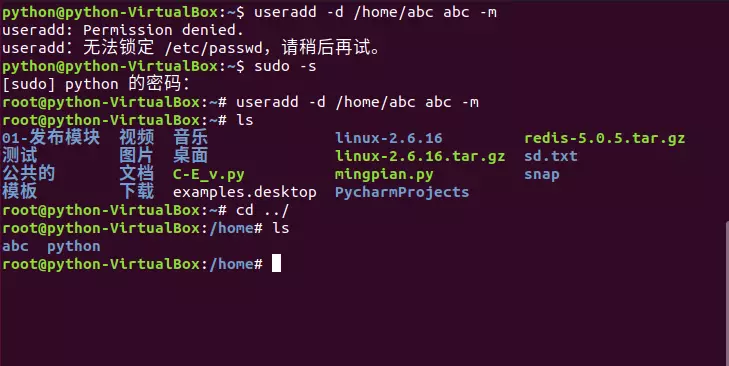 python@python-VirtualBox:~$ useradd -d /home/abc abc -m
useradd: Permission denied.
useradd：无法锁定 /etc/passwd，请稍后再试。
python@python-VirtualBox:~$ sudo -s
[sudo] python 的密码：
root@python-VirtualBox:~# useradd -d /home/abc abc -m
root@python-VirtualBox:~# ls
01-发布模块 视频 音乐 linux-2.6.16 redis-5.0.5.tar.gz
测试 图片 桌面 linux-2.6.16.tar.gz sd.txt
公共的 文档 C-E_v.py mingpian.py snap
模板 下载 examples.desktop PycharmProjects
root@python-VirtualBox:~# cd ../
root@python-VirtualBox:/home# ls
abc python
root@python-VirtualBox:/home#